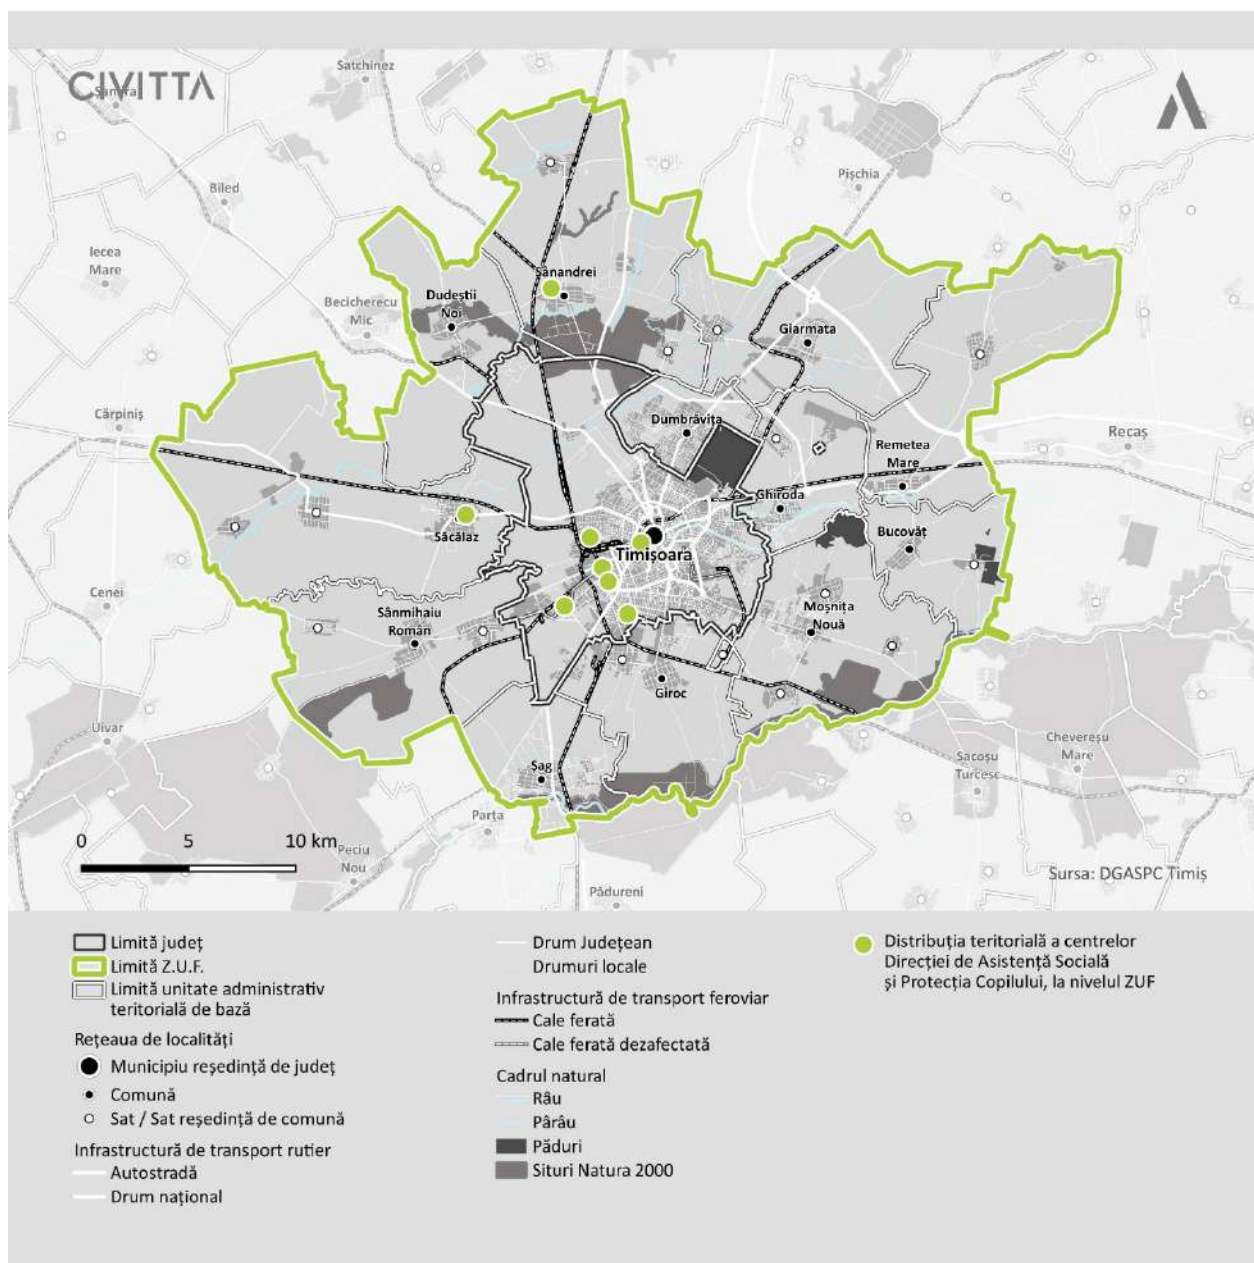 CIVITTA
Satchinez
Șandra
Biled
Pișchia
Iecea
Mare
Becicherecu
Mic
Sânandrei
Dudeștii
Noi
Giarmata
Cărpiniș
Dumbrăvița
Recaș
Remetea
Mare
Ghiroda
Săcălaz
Bucovăț
Timișoara
Cenei
Sânmihaiu
Român
Moșnița
Nouă
Giroc
Uivar
Chevereșu
Mare
Sacoșu
Turcesc
Șag
Parța
0 5 10 km
Peciu
Nou
Pădureni
Sursa: DGASPC Timiș
Limită județ
Limită Z.U.F.
Limită unitate administrativ
teritorială de bază
Rețeaua de localități
Municipiu reședință de județ
Comună
Sat / Sat reședință de comună
Infrastructură de transport rutier
Autostradă
Drum național
Drum Județean
Drumuri locale
Infrastructură de transport feroviar
Cale ferată
Cale ferată dezafectată
Cadrul natural
Râu
Pârâu
Păduri
Situri Natura 2000
Distribuția teritorială a centrelor
Direcției de Asistență Socială
și Protecția Copilului, la nivelul ZUF